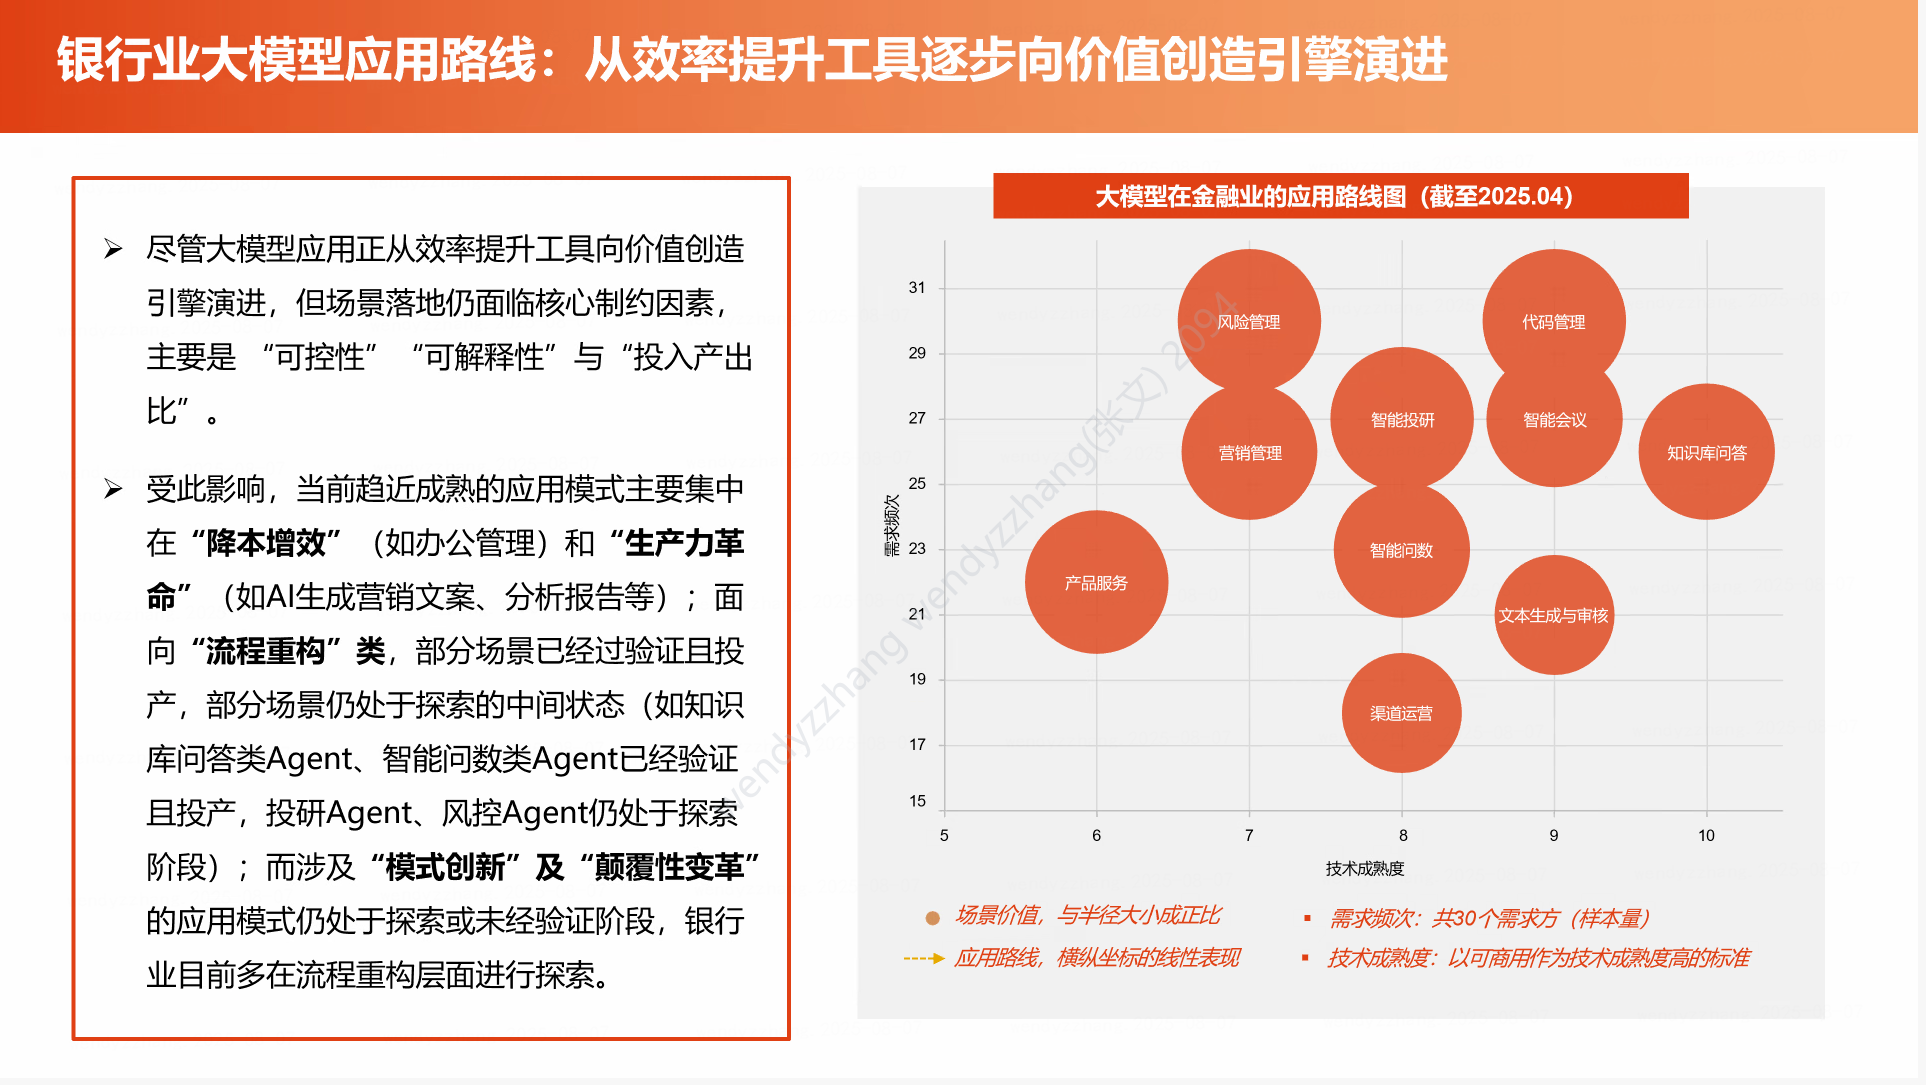 银行业大模型应用路线：从效率提升工具逐步向价值创造引擎演进
尽管大模型应用正从效率提升工具向价值创造
引擎演进，但场景落地仍面临核心制约因素，
主要是 “可控性” “可解释性” 与 “投入产出
比” 。
受此影响，当前趋近成熟的应用模式主要集中
在 “降本增效” （如办公管理）和 “生产力革
命” （如AI生成营销文案、分析报告等）；面
向 “流程重构” 类，部分场景已经过验证且投
产，部分场景仍处于探索的中间状态（如知识
库问答类Agent、智能问数类Agent已经验证
且投产，投研Agent、风控Agent仍处于探索
阶段）；而涉及 “模式创新” 及 “颠覆性变革”
的应用模式仍处于探索或未经验证阶段，银行
业目前多在流程重构层面进行探索。
大模型在金融业的应用路线图（截至2025.04）
需求频次
31
29
27
25
23
21
19
17
15
风险管理
代码管理
智能投研
智能会议
营销管理
知识库问答
智能问数
产品服务
文本生成与审核
渠道运营
5
6
7
8
9
10
技术成熟度
场景价值，与半径大小成正比
需求频次：共30个需求方（样本量）
应用路线，横纵坐标的线性表现
技术成熟度：以可商用作为技术成熟度高的标准
wendyzzhang wendyzzhang(张文) 2094